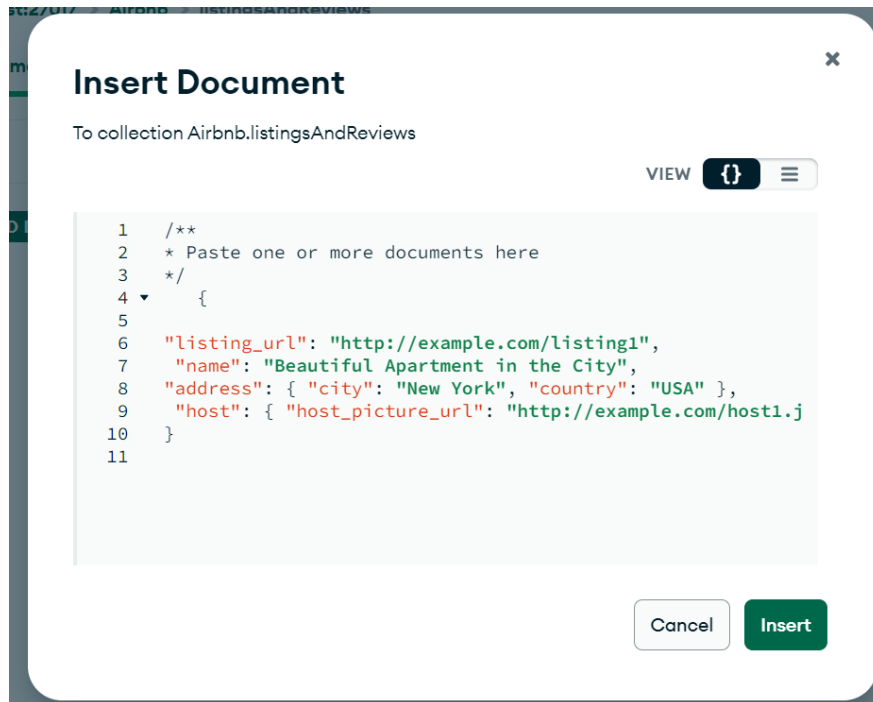 Airbnb > listingsAndReviews
Insert Document
To collection Airbnb.listingsAndReviews
VIEW {}
1 /**
2 * Paste one or more documents here
3 */
4 {
5
6 "listing_url": "http://example.com/listing1",
7 "name": "Beautiful Apartment in the City",
8 "address": { "city": "New York", "country": "USA" },
9 "host": { "host_picture_url": "http://example.com/host1.j
10 }
11
Cancel Insert